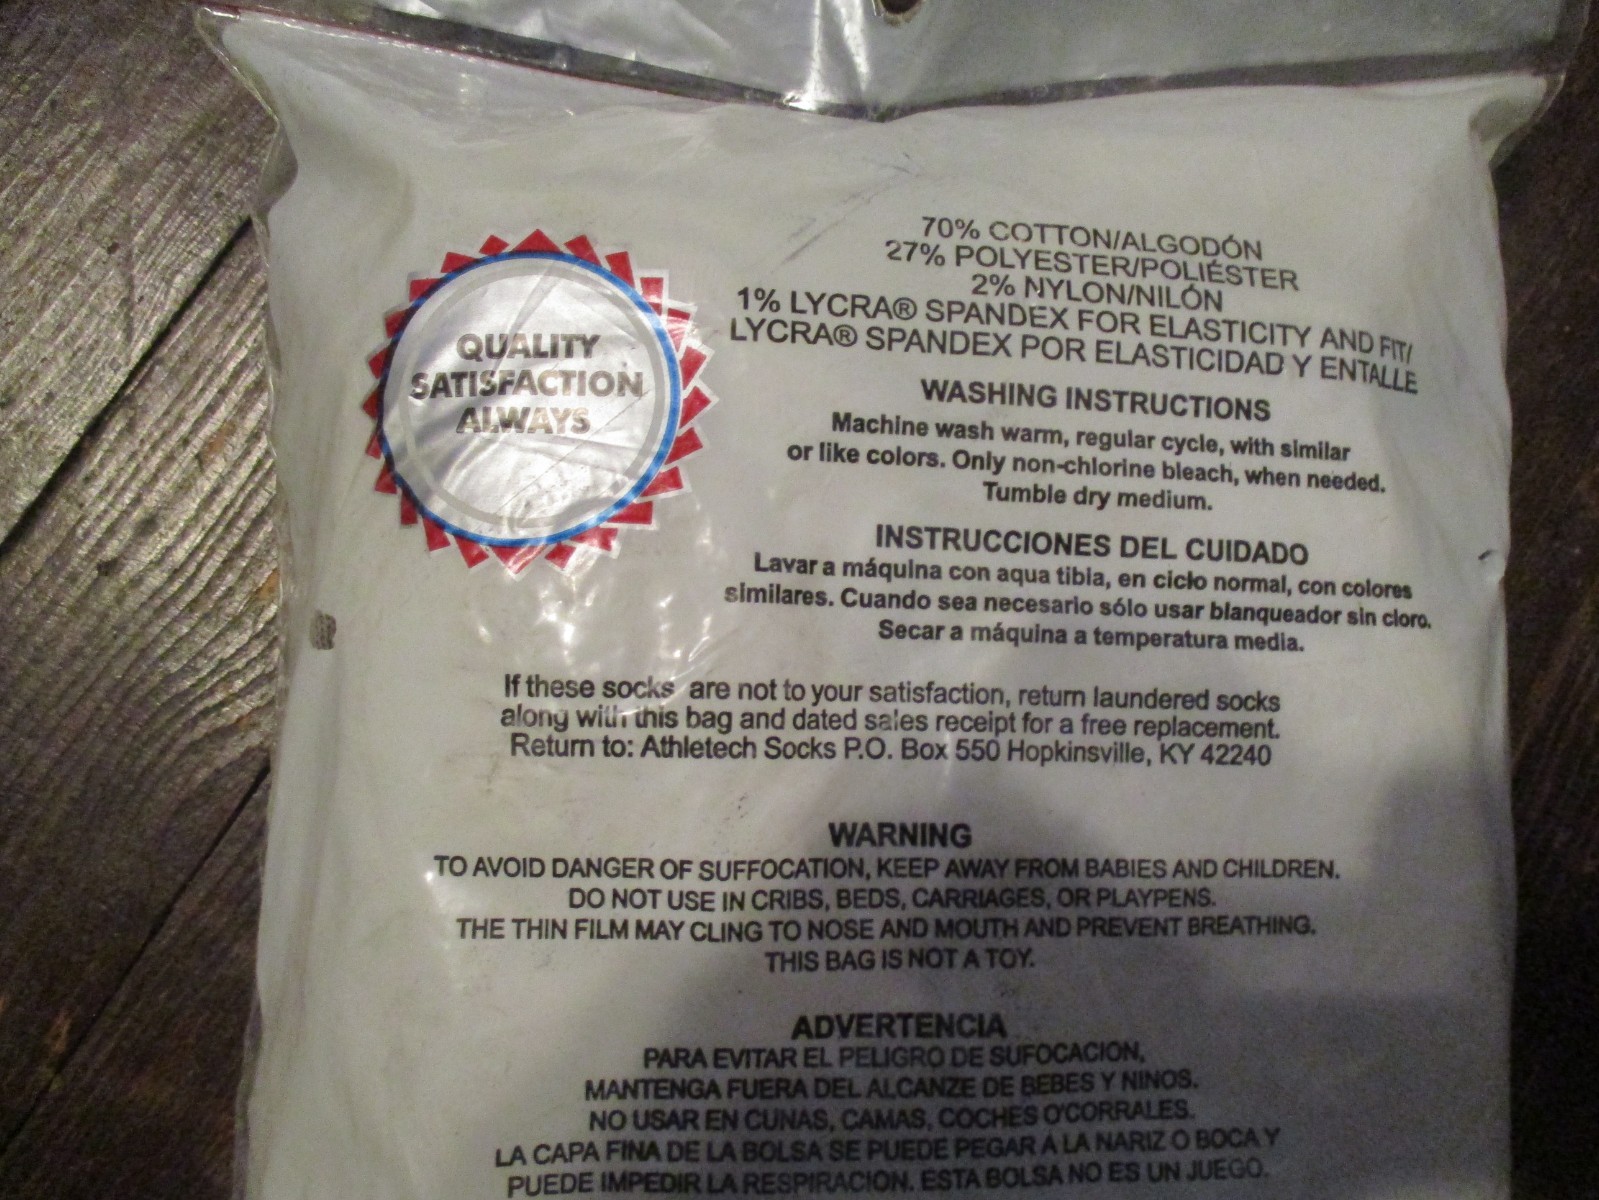 QUALITY
SATISFACTION
ALWAYS
70% COTTON/ALGODÓN
27% POLYESTER/POLIÉSTER
2% NYLON/NILÓN
1% LYCRA® SPANDEX FOR ELASTICITY AND FIT/
LYCRA® SPANDEX POR ELASTICIDAD Y ENTALLE
WASHING INSTRUCTIONS
Machine wash warm, regular cycle, with similar
or like colors. Only non-chlorine bleach, when needed.
Tumble dry medium.
INSTRUCCIONES DEL CUIDADO
Lavar a máquina con aqua tibia, en ciclo normal, con colores
similares. Cuando sea necesario sólo usar blanqueador sin cloro.
Secar a máquina a temperatura media.
If these socks are not to your satisfaction, return laundered socks
along with this bag and dated sales receipt for a free replacement.
Return to: Athletech Socks P.O. Box 550 Hopkinsville, KY 42240
WARNING
TO AVOID DANGER OF SUFFOCATION, KEEP AWAY FROM BABIES AND CHILDREN.
DO NOT USE IN CRIBS, BEDS, CARRIAGES, OR PLAYPENS.
THE THIN FILM MAY CLING TO NOSE AND MOUTH AND PREVENT BREATHING.
THIS BAG IS NOT A TOY.
ADVERTENCIA
PARA EVITAR EL PELIGRO DE SUFOCACION,
MANTENGA FUERA DEL ALCANZE DE BEBES Y NINOS.
NO USAR EN CUNAS, CAMAS, COCHES O'CORRALES.
LA CAPA FINA DE LA BOLSA SE PUEDE PEGAR A LA NARIZ O BOCA Y
PUEDE IMPEDIR LA RESPIRACION. ESTA BOLSA NO ES UN JUEGO.